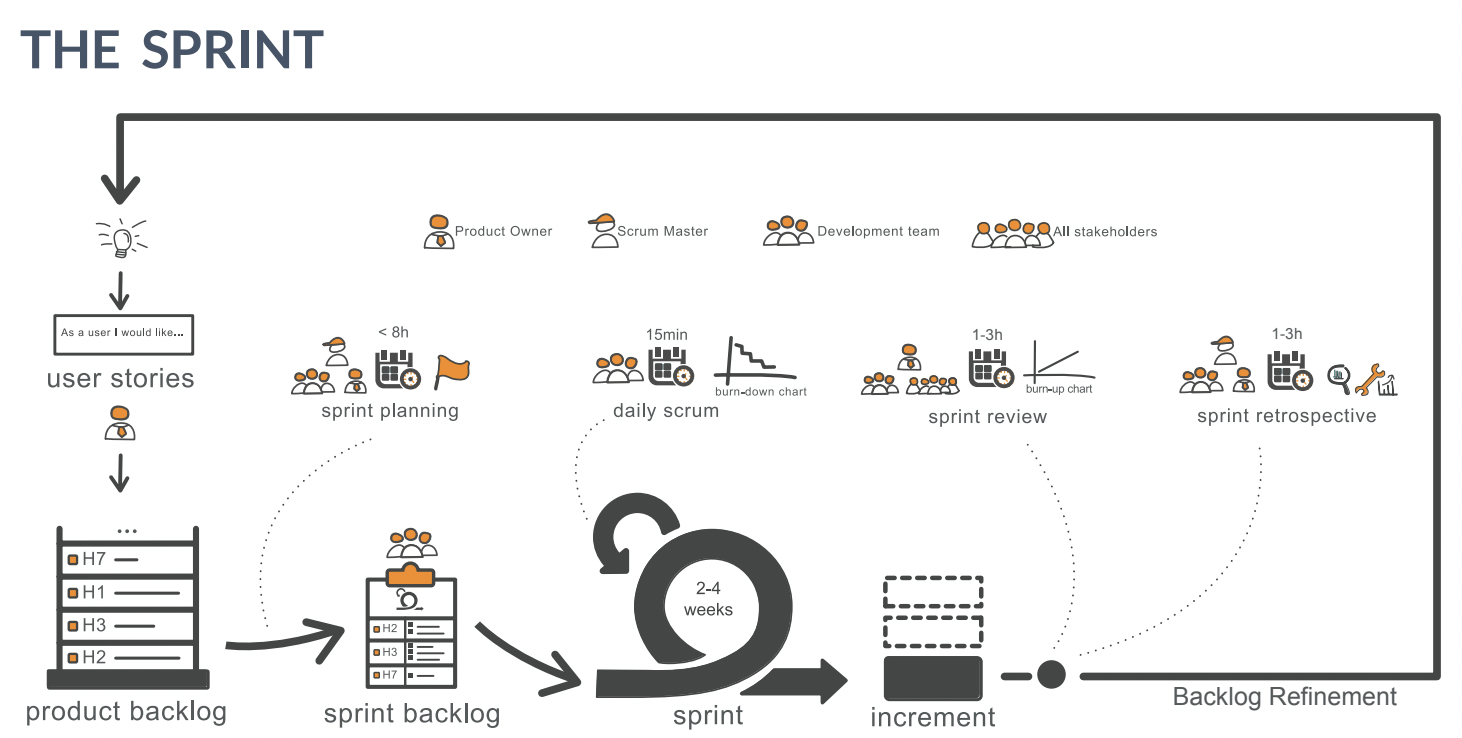 THE SPRINT
Product Owner
Scrum Master
Development team
All stakeholders
As a user I would like...
user stories
< 8h
sprint planning
15min
burn-down chart
daily scrum
1-3h
burn-up chart
sprint review
1-3h
sprint retrospective
...
H7
H1
H3
H2
product backlog
H2
H3
H7
sprint backlog
2-4
weeks
sprint
increment
Backlog Refinement